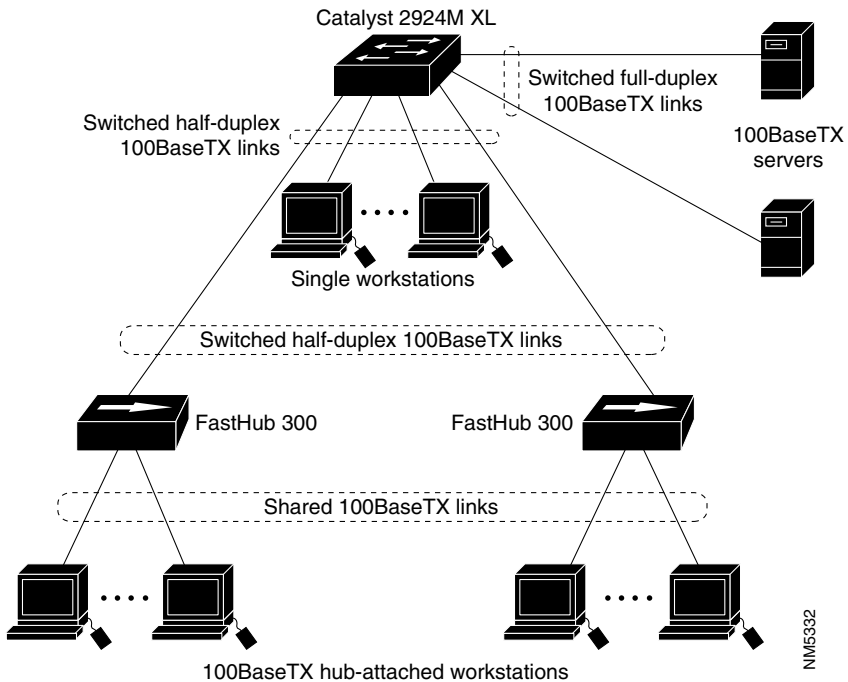 Catalyst 2924M XL
Switched full-duplex
100BaseTX links
Switched half-duplex
100BaseTX links
100BaseTX
servers
Single workstations
Switched half-duplex 100BaseTX links
FastHub 300
FastHub 300
Shared 100BaseTX links
NM5332
100BaseTX hub-attached workstations